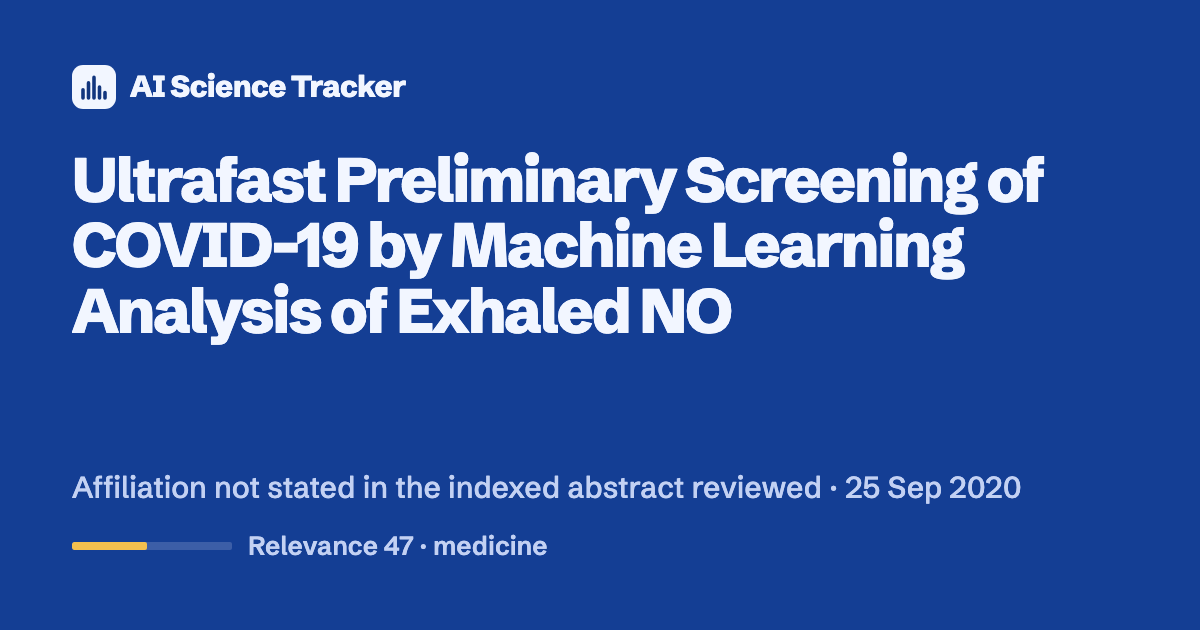 AI Science Tracker
Ultrafast Preliminary Screening of
COVID-19 by Machine Learning
Analysis of Exhaled NO
Affiliation not stated in the indexed abstract reviewed · 25 Sep 2020
Relevance 47 · medicine